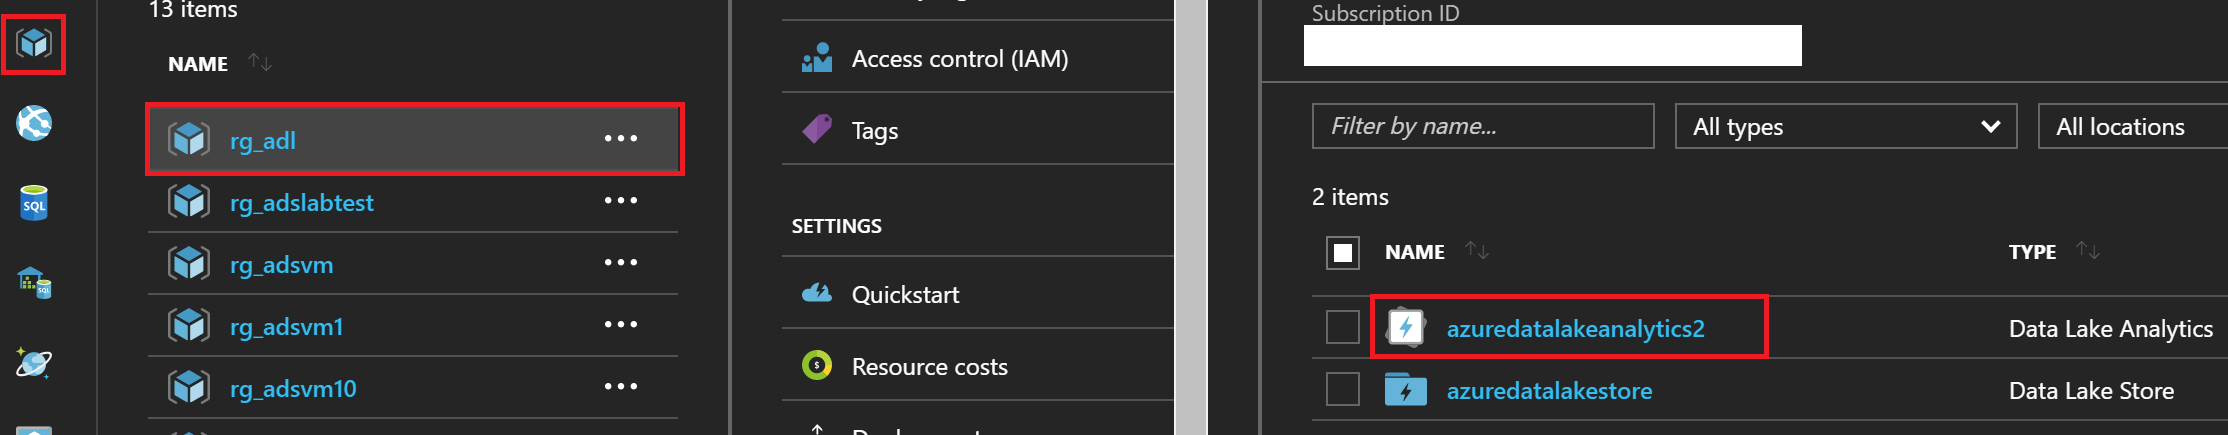 13 items
NAME
rg_adl
rg_adslabtest
rg_adsvm
rg_adsvm1
rg_adsvm10
SQL
SQL
Access control (IAM)
Tags
SETTINGS
Quickstart
Resource costs
Subscription ID
Filter by name...
All types
All locations
2 items
NAME
TYPE
azuredatalakeanalytics2
Data Lake Analytics
azuredatalakestore
Data Lake Store